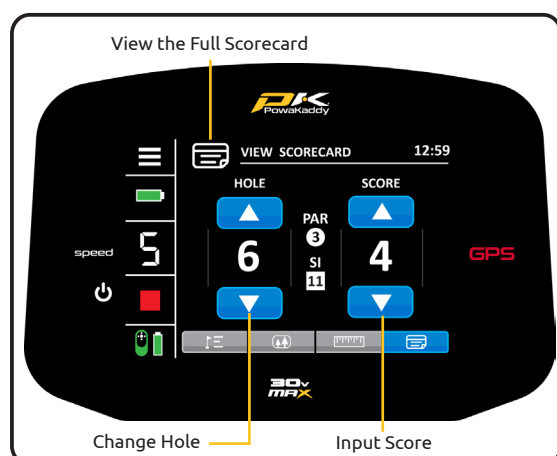 View the Full Scorecard
PK
PowaKaddy
VIEW SCORECARD 12:59
HOLE SCORE
PAR
3
speed 5 6 4 GPS
SI
11
30v
MAX
Change Hole Input Score